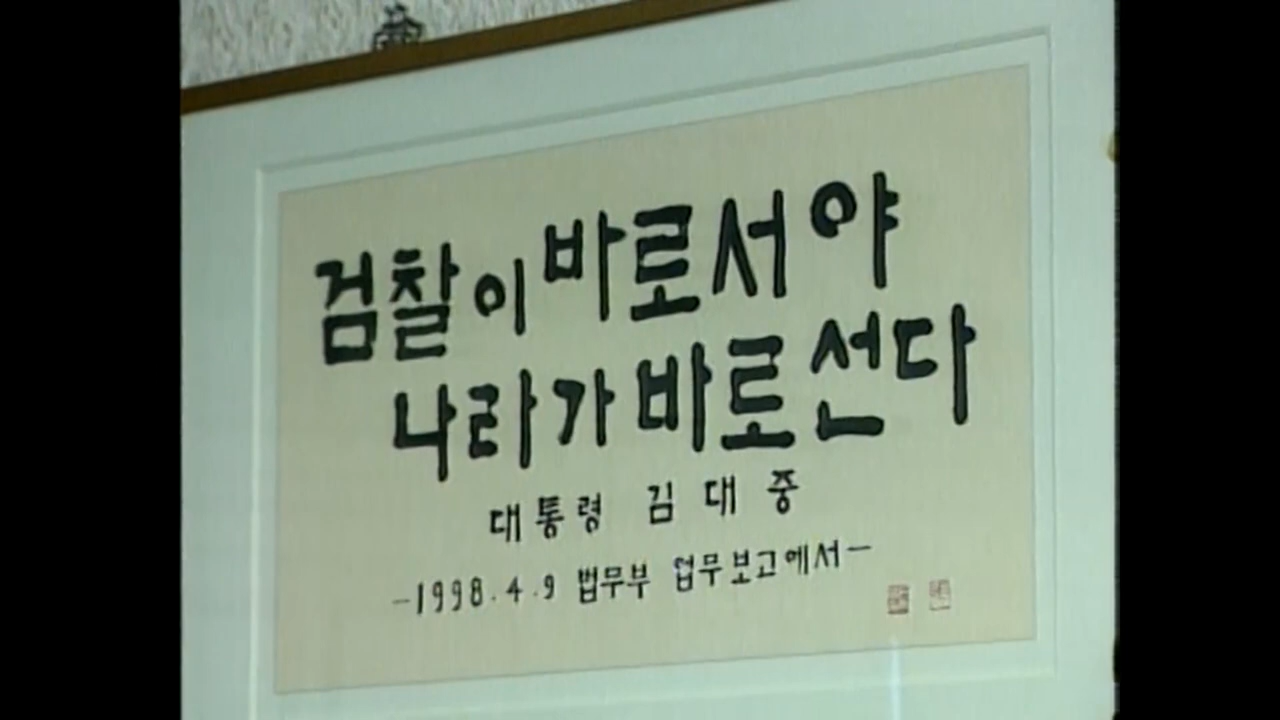 검찰이 바로서야
나라가 바로선다
대통령 김대중
-1998.4.9 법무부 업무보고에서-